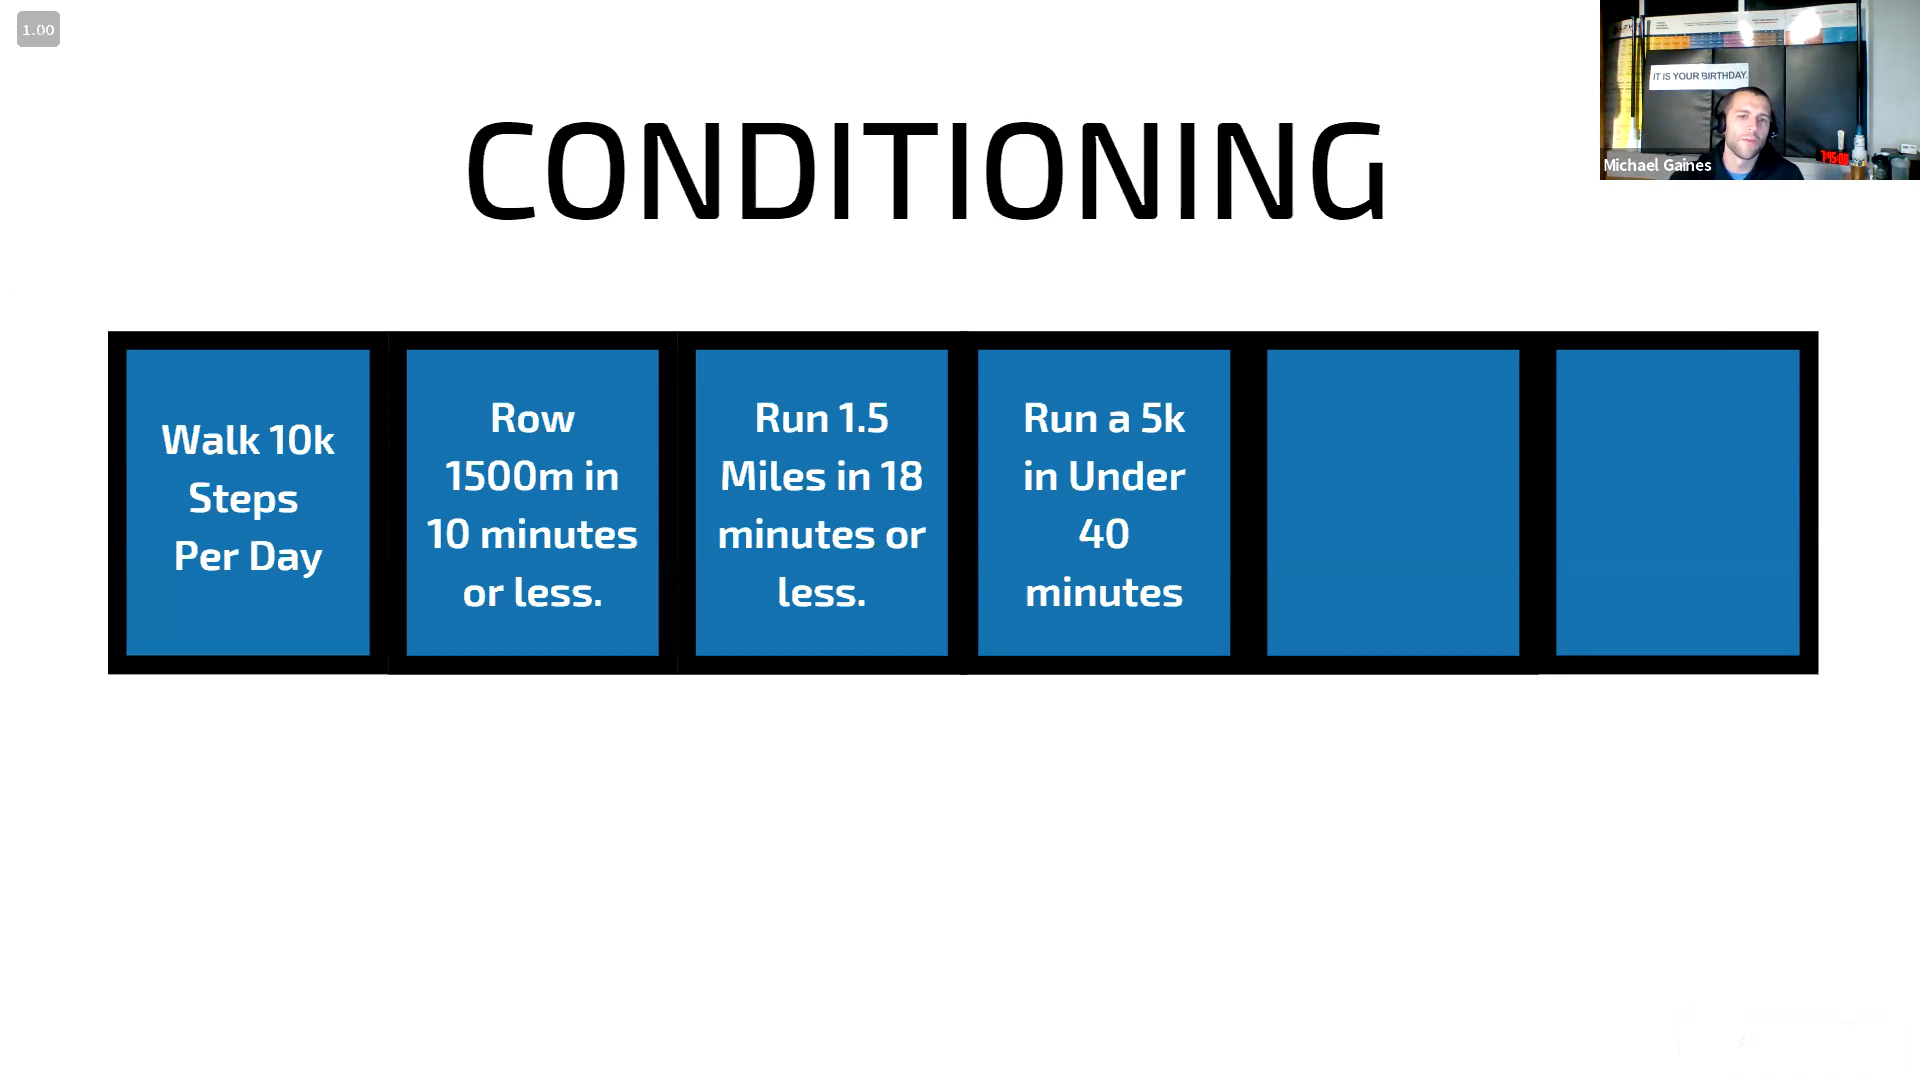 1.00
IT IS YOUR BIRTHDAY.
Michael Gaines
CONDITIONING
Walk 10k
Steps
Per Day
Row
1500m in
10 minutes
or less.
Run 1.5
Miles in 18
minutes or
less.
Run a 5k
in Under
40
minutes